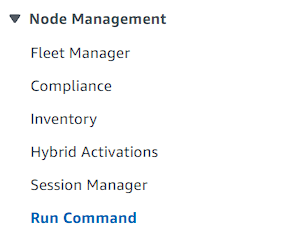 Node Management
Fleet Manager
Compliance
Inventory
Hybrid Activations
Session Manager
Run Command